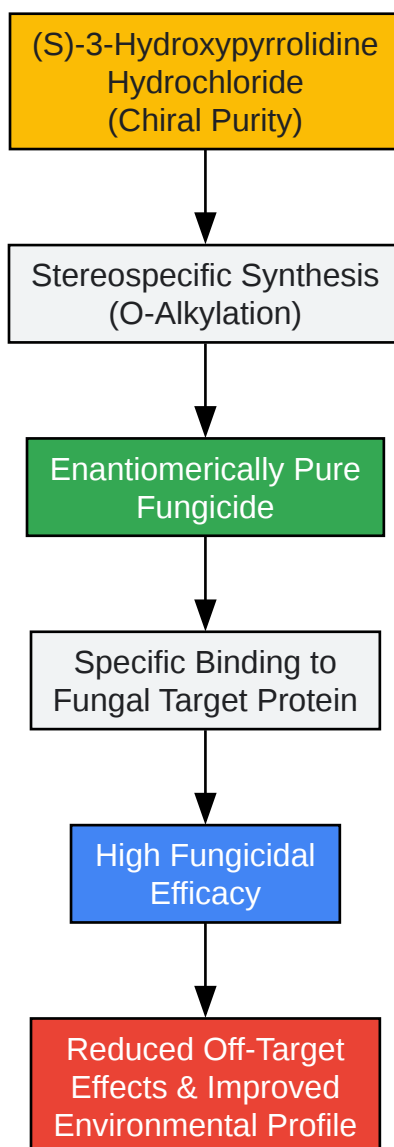 (S)-3-Hydroxypyrrolidine
Hydrochloride
(Chiral Purity)
Stereospecific Synthesis
(O-Alkylation)
Enantiomerically Pure
Fungicide
Specific Binding to
Fungal Target Protein
High Fungicidal
Efficacy
Reduced Off-Target
Effects & Improved
Environmental Profile